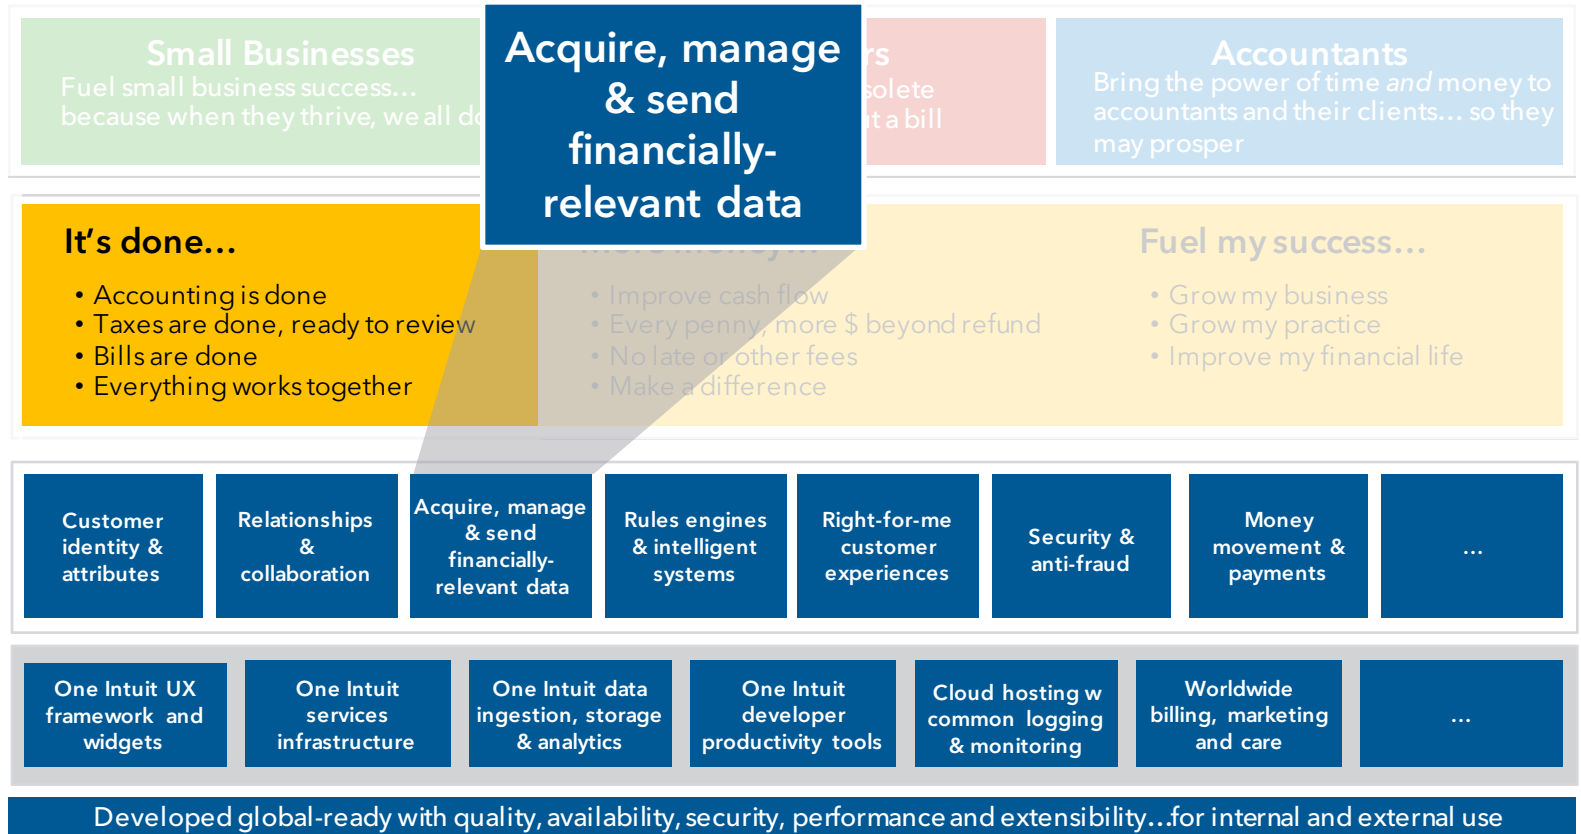 Small Businesses
Fuel small business success...
because when they thrive, we all do
Acquire, manage
& send
financially-
relevant data
a bill
Accountants
Bring the power of time and money to
accountants and their clients... so they
may prosper
It's done...
• Accounting is done
• Taxes are done, ready to review
• Bills are done
• Everything works together
More money...
• Improve cash flow
• Every penny, more $ beyond refund
• No late or other fees
• Make a difference
Fuel my success...
• Grow my business
• Grow my practice
• Improve my financial life
Customer
identity &
attributes
Relationships
&
collaboration
Acquire, manage
& send
financially-
relevant data
Rules engines
& intelligent
systems
Right-for-me
customer
experiences
Security &
anti-fraud
Money
movement &
payments
...
One Intuit UX
framework and
widgets
One Intuit
services
infrastructure
One Intuit data
ingestion, storage
& analytics
One Intuit
developer
productivity tools
Cloud hosting w
common logging
& monitoring
Worldwide
billing, marketing
and care
...
Developed global-ready with quality, availability, security, performance and extensibility...for internal and external use